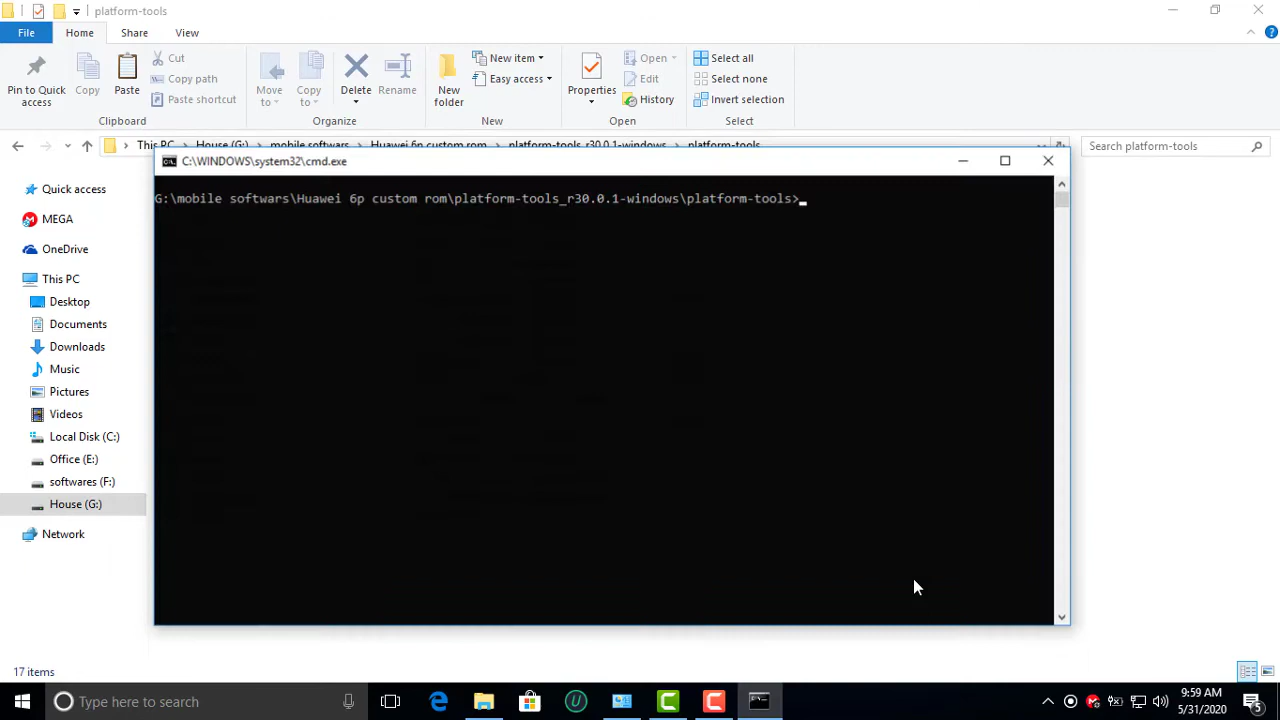 platform-tools
File Home Share View
Pin to Quick access
Copy
Paste
Cut
Copy path
Paste shortcut
Clipboard
Move to
Copy to
Delete
Rename
Organize
New folder
New item
Easy access
New
Properties
Open
Edit
History
Open
Select all
Select none
Invert selection
Select
This PC House (G:) mobile softwars Huawei 6p custom rom platform-tools_r30.0.1-windows platform-tools
Search platform-tools
C:\WINDOWS\system32\cmd.exe
G:\mobile softwars\Huawei 6p custom rom\platform-tools_r30.0.1-windows\platform-tools>
Quick access
MEGA
OneDrive
This PC
Desktop
Documents
Downloads
Music
Pictures
Videos
Local Disk (C:)
Office (E:)
softwares (F:)
House (G:)
Network
17 items
Type here to search
9:59 AM
5/31/2020
5